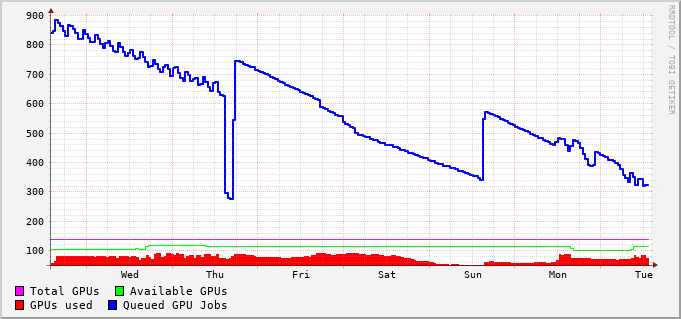 900
800
700
600
500
400
300
200
100
Wed Thu Fri Sat Sun Mon Tue
Total GPUs Available GPUs
GPUs used Queued GPU Jobs
RRDTOOL / TOBI OETIKER